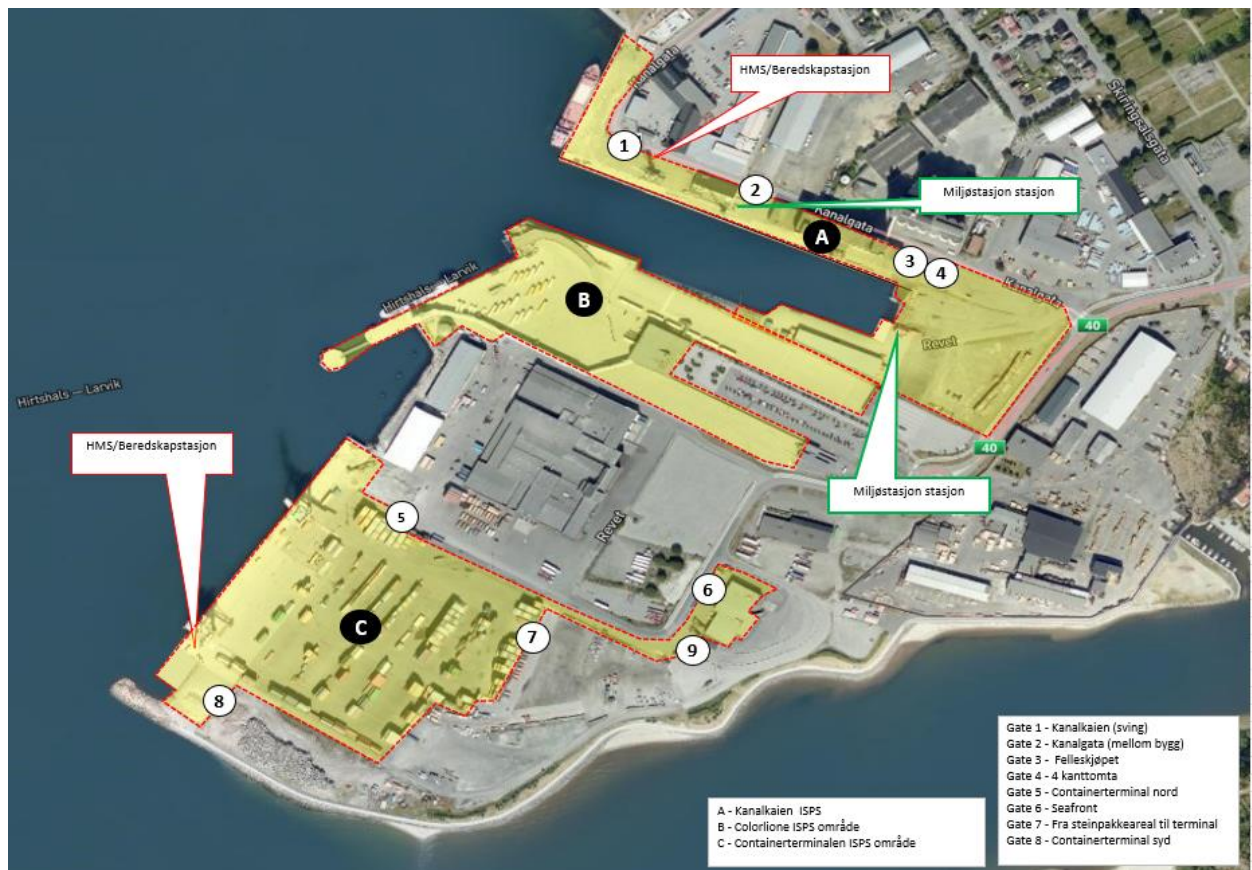 Kanalgata
HMS/Beredskapstasjon
Skiringsalsgata
1
2
Miljøstasjon stasjon
Kanalgata
A
3
4
Kanalgata
Hirtshals — Larvik
B
40
Revet
Hirtshals — Larvik
HMS/Beredskapstasjon
40
Miljøstasjon stasjon
5
Revet
6
C
7
9
8
A - Kanalkaien ISPS
B - Colorlione ISPS område
C - Containerterminalen ISPS område
Gate 1 - Kanalkaien (sving)
Gate 2 - Kanalgata (mellom bygg)
Gate 3 - Felleskjøpet
Gate 4 - 4 kanttomta
Gate 5 - Containerterminal nord
Gate 6 - Seafront
Gate 7 - Fra steinpakkeareal til terminal
Gate 8 - Containerterminal syd